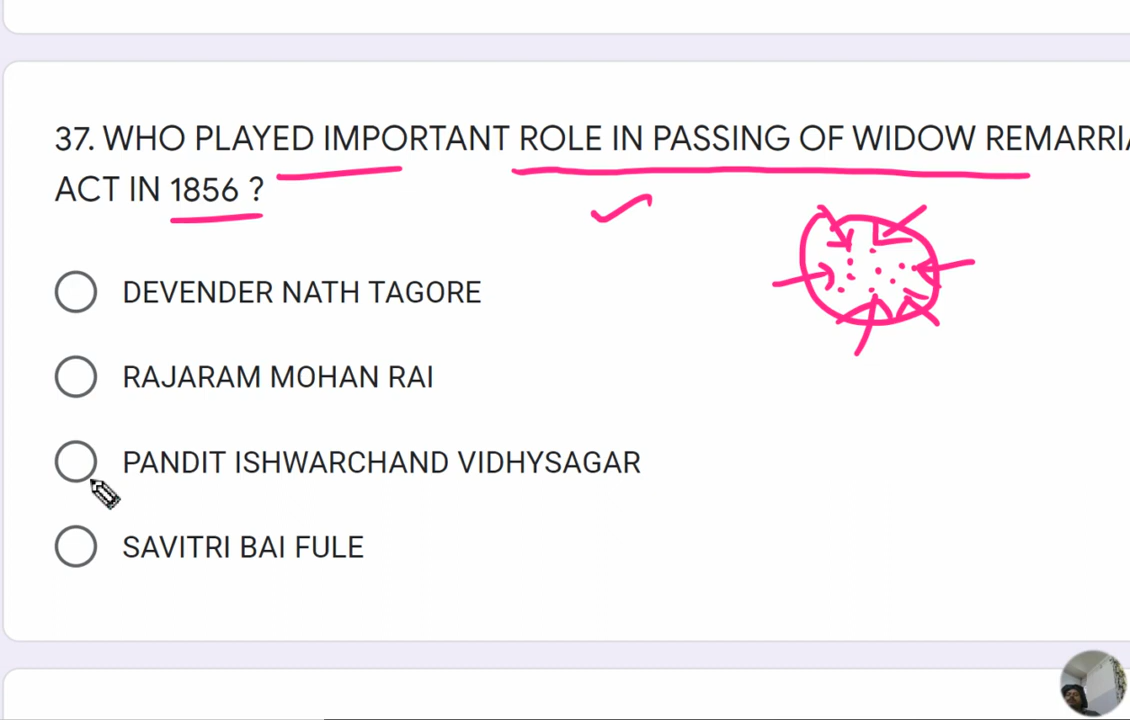 37. WHO PLAYED IMPORTANT ROLE IN PASSING OF WIDOW REMARRIA
ACT IN 1856 ?
DEVENDER NATH TAGORE
RAJARAM MOHAN RAI
PANDIT ISHWARCHAND VIDHYSAGAR
SAVITRI BAI FULE